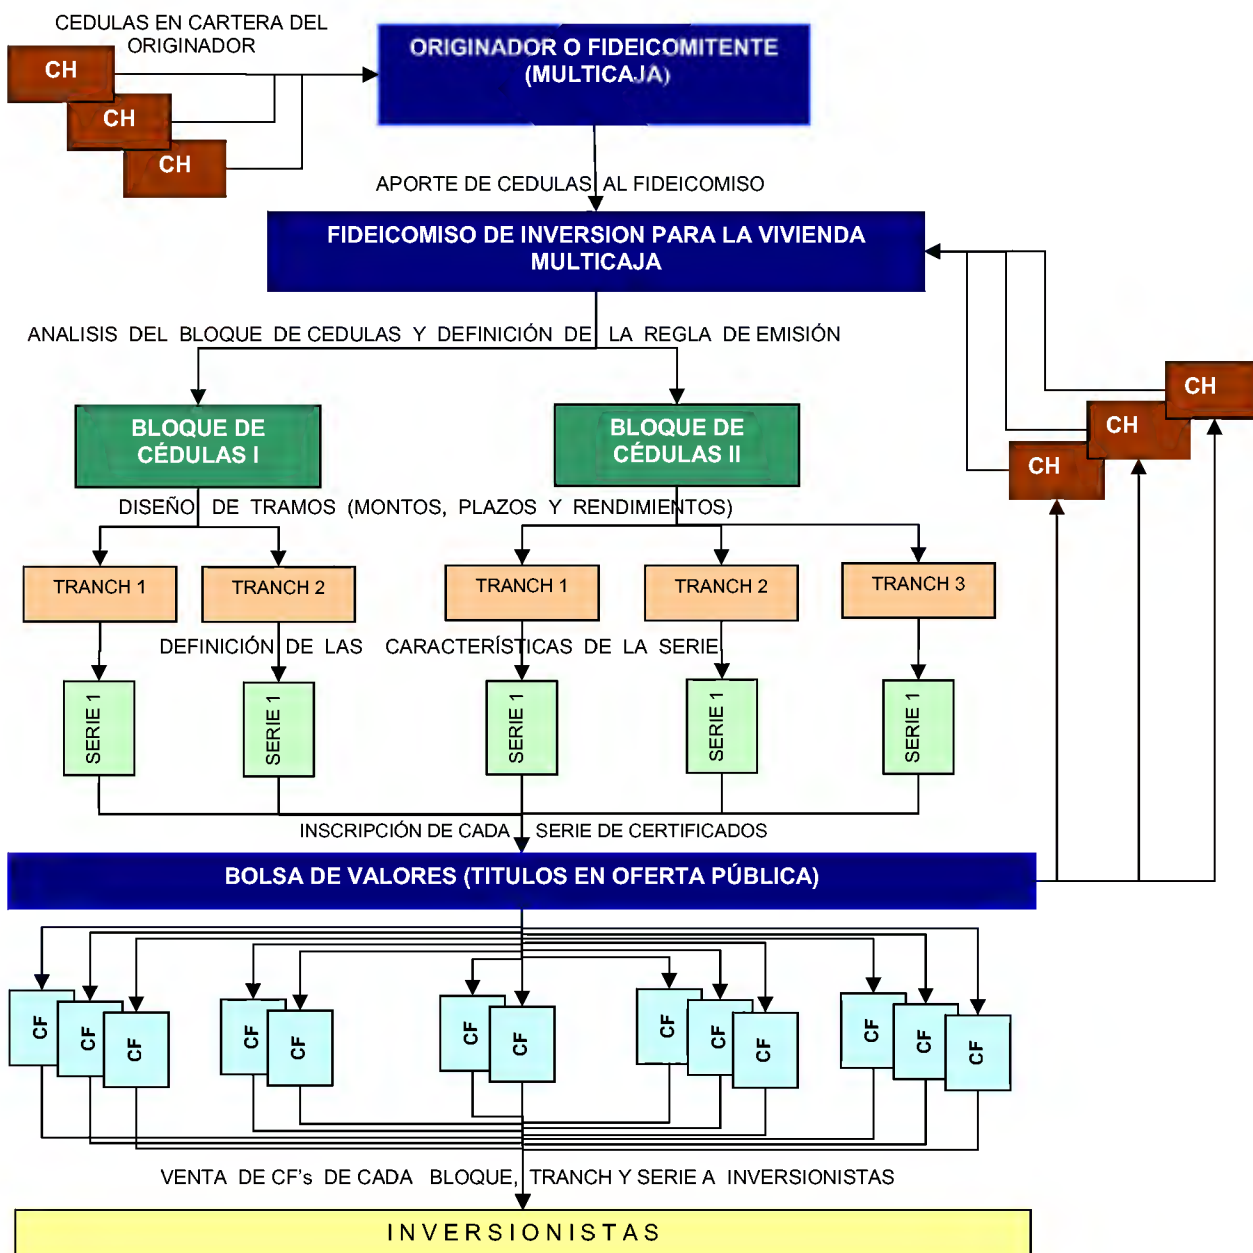 CEDULAS EN CARTERA DEL
ORIGINADOR
CH
CH
CH
ORIGINADOR O FIDEICOMITENTE
(MULTICAJA)
APORTE DE CEDULAS AL FIDEICOMISO
FIDEICOMISO DE INVERSION PARA LA VIVIENDA
MULTICAJA
ANALISIS DEL BLOQUE DE CEDULAS Y DEFINICIÓN DE LA REGLA DE EMISIÓN
CH
CH
CH
BLOQUE DE
CÉDULAS I
BLOQUE DE
CÉDULAS II
DISEÑO DE TRAMOS (MONTOS, PLAZOS Y RENDIMIENTOS)
TRANCH 1
TRANCH 2
TRANCH 1
TRANCH 2
TRANCH 3
DEFINICIÓN DE LAS CARACTERÍSTICAS DE LA SERIE
SERIE 1
SERIE 1
SERIE 1
SERIE 1
SERIE 1
INSCRIPCIÓN DE CADA SERIE DE CERTIFICADOS
BOLSA DE VALORES (TITULOS EN OFERTA PÚBLICA)
CF
CF
CF
CF
CF
CF
CF
CF
CF
CF
CF
CF
CF
VENTA DE CF's DE CADA BLOQUE, TRANCH Y SERIE A INVERSIONISTAS
INVERSIONISTAS